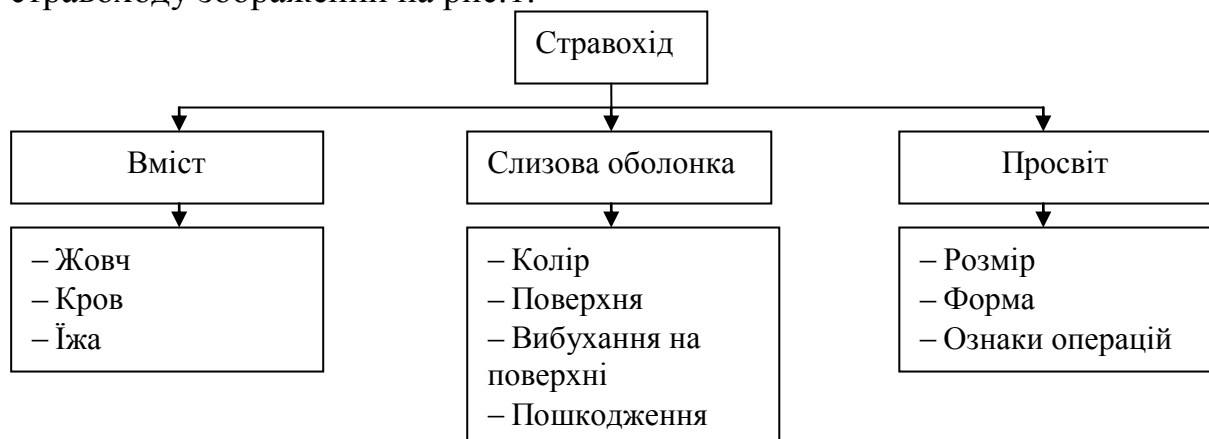 стравоходу зображений на рис.1.
Стравохід
Вміст
Слизова оболонка
Просвіт
– Жовч
– Кров
– Їжа
– Колір
– Поверхня
– Вибухання на
поверхні
– Пошкодження
– Розмір
– Форма
– Ознаки операцій